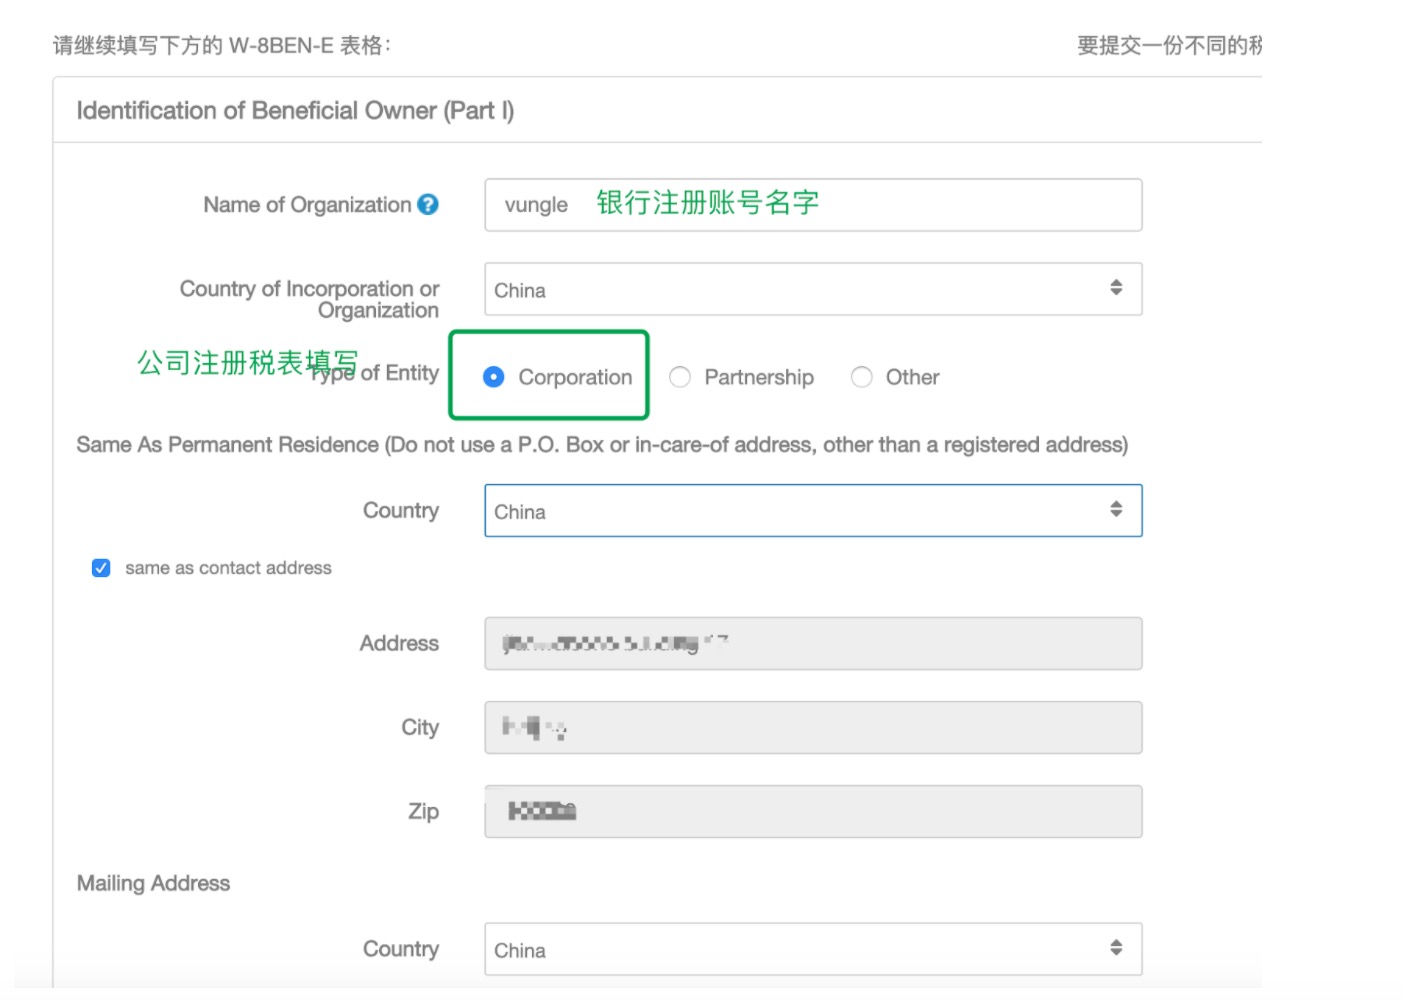 请继续填写下方的 W-8BEN-E 表格：
要提交一份不同的税
Identification of Beneficial Owner (Part I)
Name of Organization ?
vungle 银行注册账号名字
Country of Incorporation or
Organization
China
公司注册税表填写
Type of Entity
Corporation Partnership Other
Same As Permanent Residence (Do not use a P.O. Box or in-care-of address, other than a registered address)
Country China
same as contact address
Address
City
Zip
Mailing Address
Country China